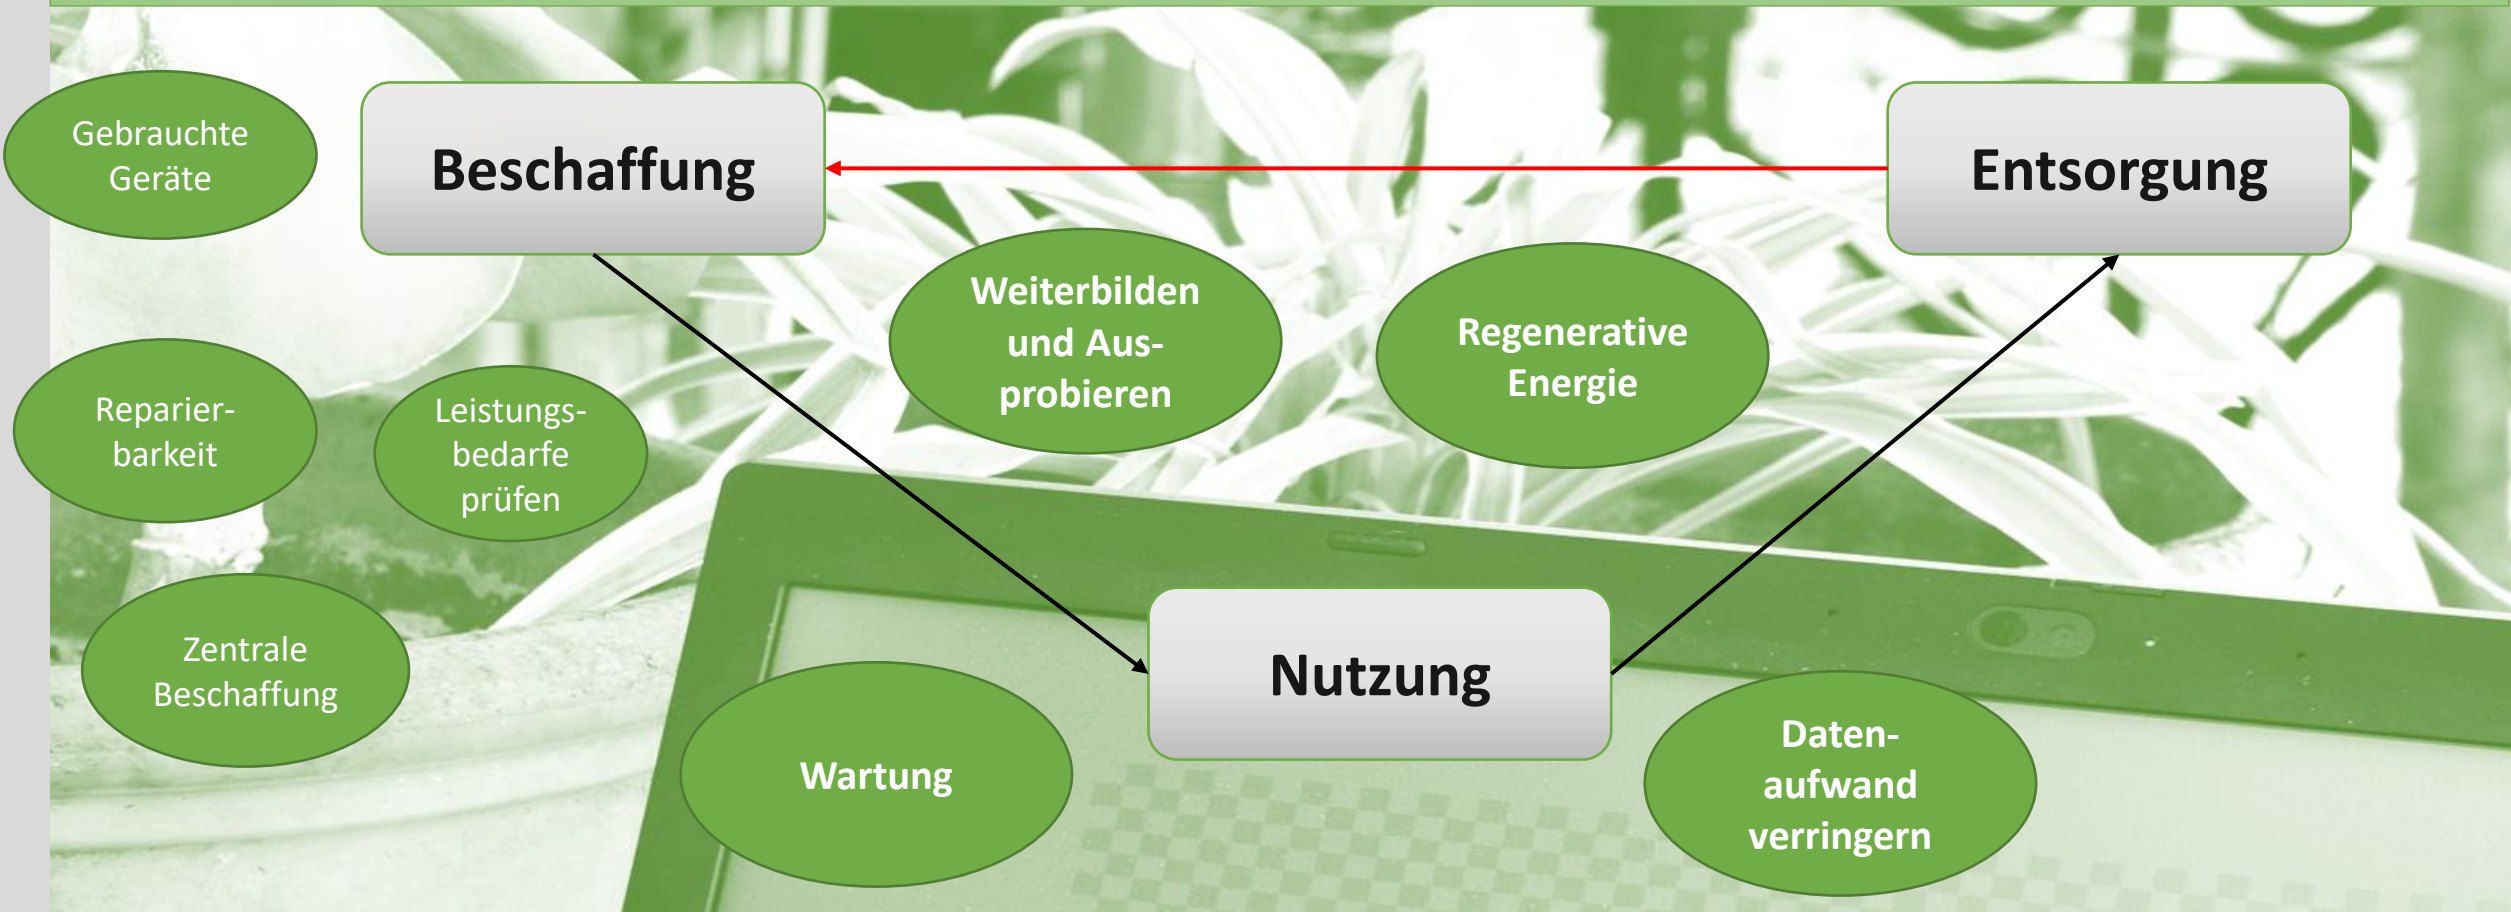 Gebrauchte
Geräte
Beschaffung
Entsorgung
Weiterbilden
und Aus-
probieren
Regenerative
Energie
Reparier-
barkeit
Leistungs-
bedarfe
prüfen
Zentrale
Beschaffung
Nutzung
Wartung
Daten-
aufwand
verringern